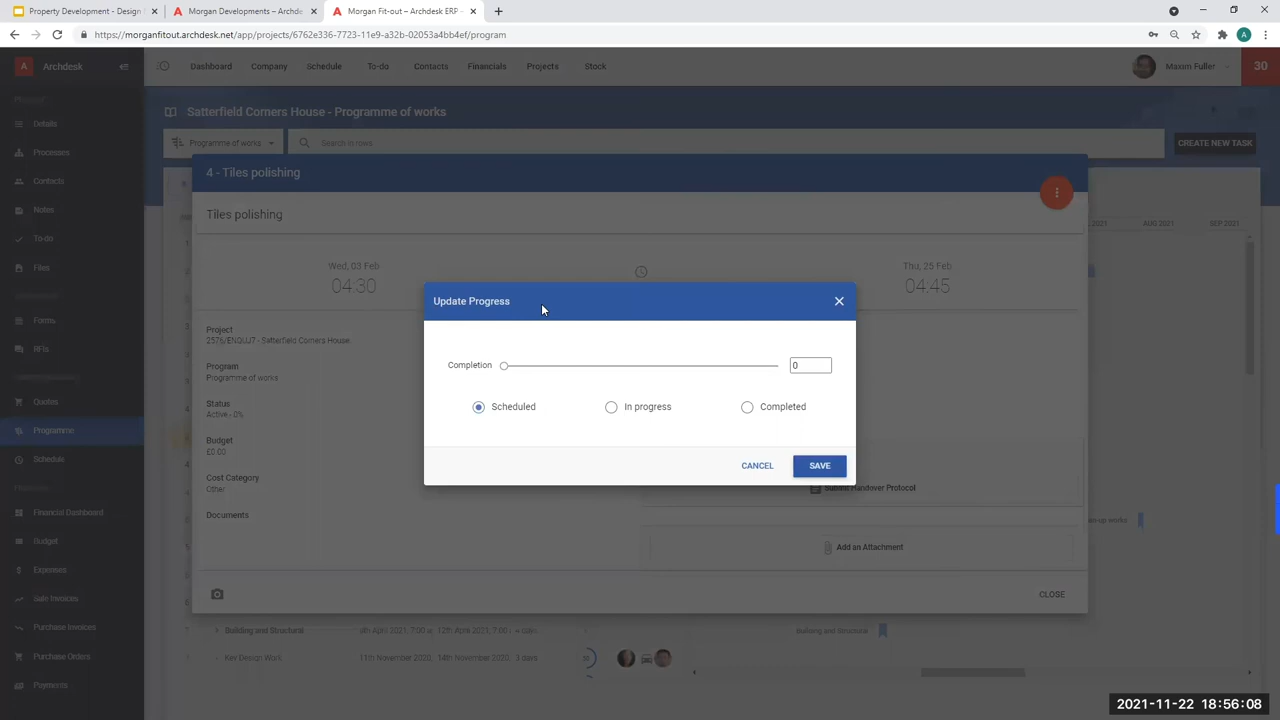 Property Development - Design
Morgan Developments – Archde
Morgan Fit-out – Archdesk ERP -
https://morganfitout.archdesk.net/app/projects/6762e336-7723-11e9-a32b-02053a4bb4ef/program
A
A
Archdesk
Dashboard
Company
Schedule
To-do
Contacts
Financials
Projects
Stock
Maxim Fuller
30
Details
Processes
Contacts
Notes
To-do
Files
Forms
RFIs
Quotes
Programme
Schedule
Financial Dashboard
Budget
Expenses
Sale Invoices
Purchase Invoices
Purchase Orders
Payments
Satterfield Corners House - Programme of works
Programme of works
Search in rows
CREATE NEW TASK
4 - Tiles polishing
Tiles polishing
2021
AUG 2021
SEP 2021
Wed, 03 Feb
04:30
Thu, 25 Feb
04:45
Project
2576/ENQUJ7 - Satterfield Corners House
Program
Programme of works
Status
Active - 0%
Budget
£0.00
Cost Category
Other
Documents
Update Progress
Completion
0
Scheduled
In progress
Completed
CANCEL
SAVE
Submit Handover Protocol
Add an Attachment
CLOSE
Building and Structural
12th April 2021, 7:00
Building and Structural
Key Design Work
11th November 2020, 14th November 2020, 3 days
2021-11-22 18:56:08